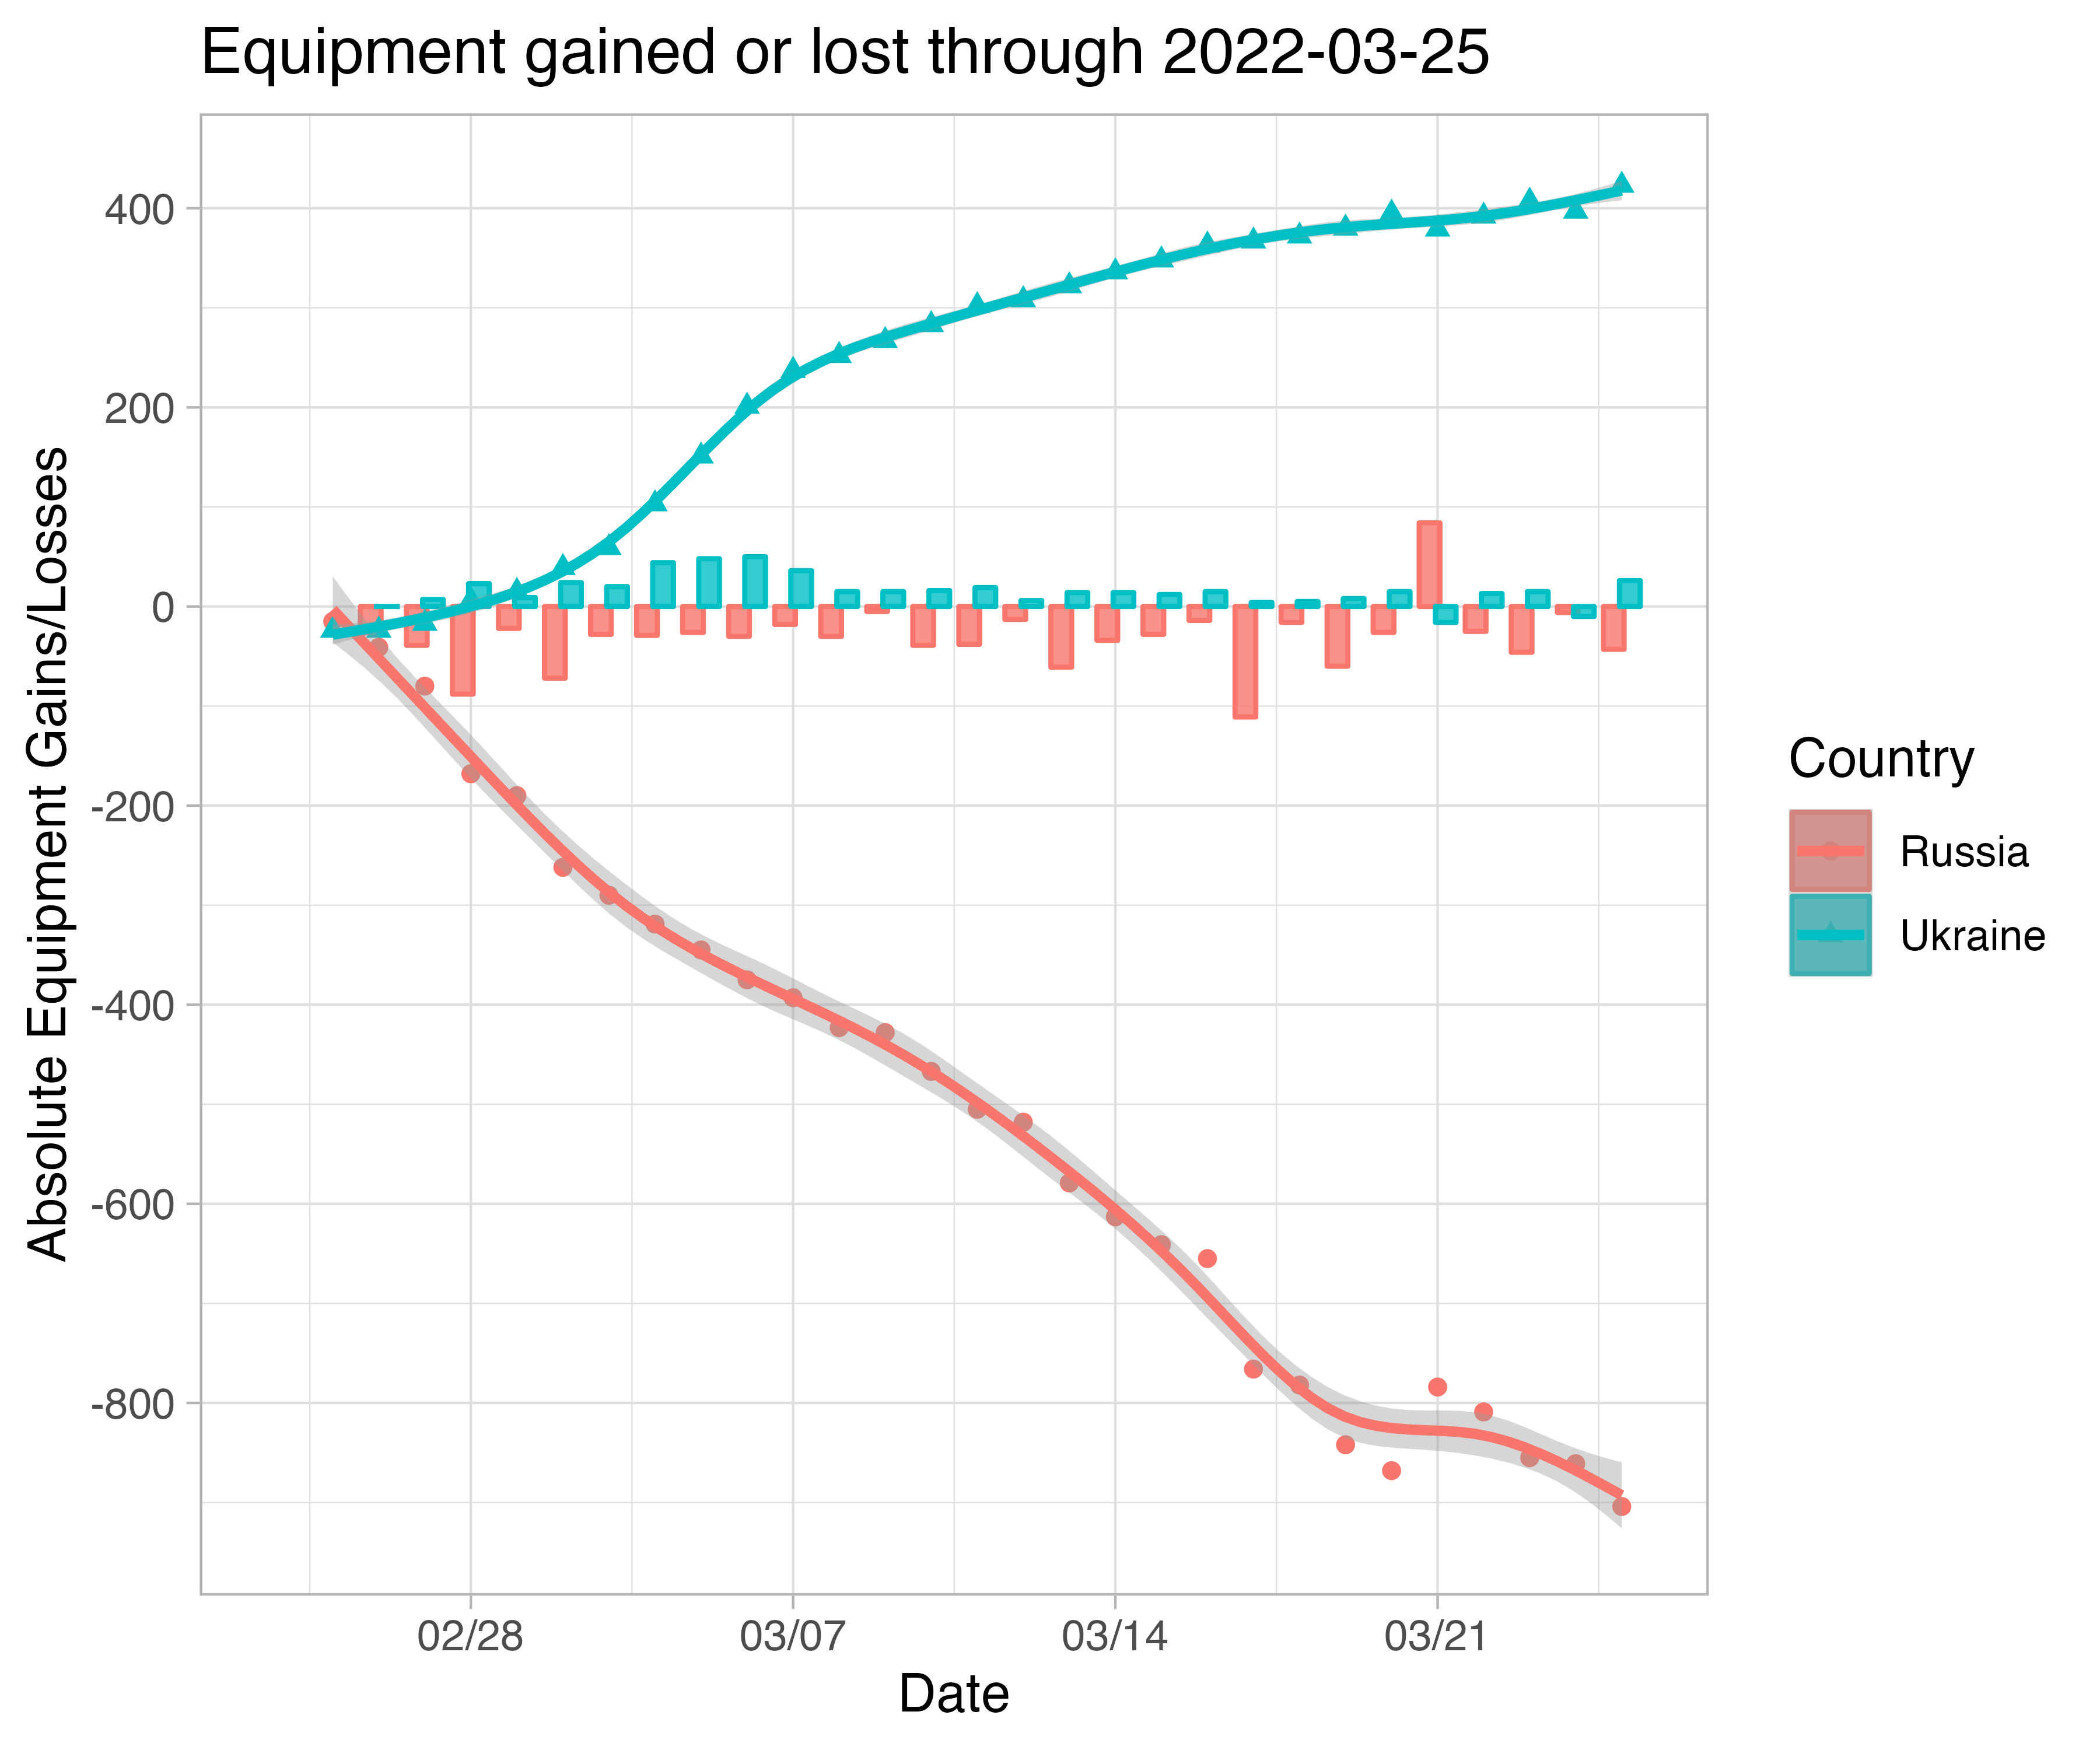 Equipment gained or lost through 2022-03-25
Absolute Equipment Gains/Losses
400
200
0
-200
-400
-600
-800
02/28
03/07
03/14
03/21
Date
Country
Russia
Ukraine